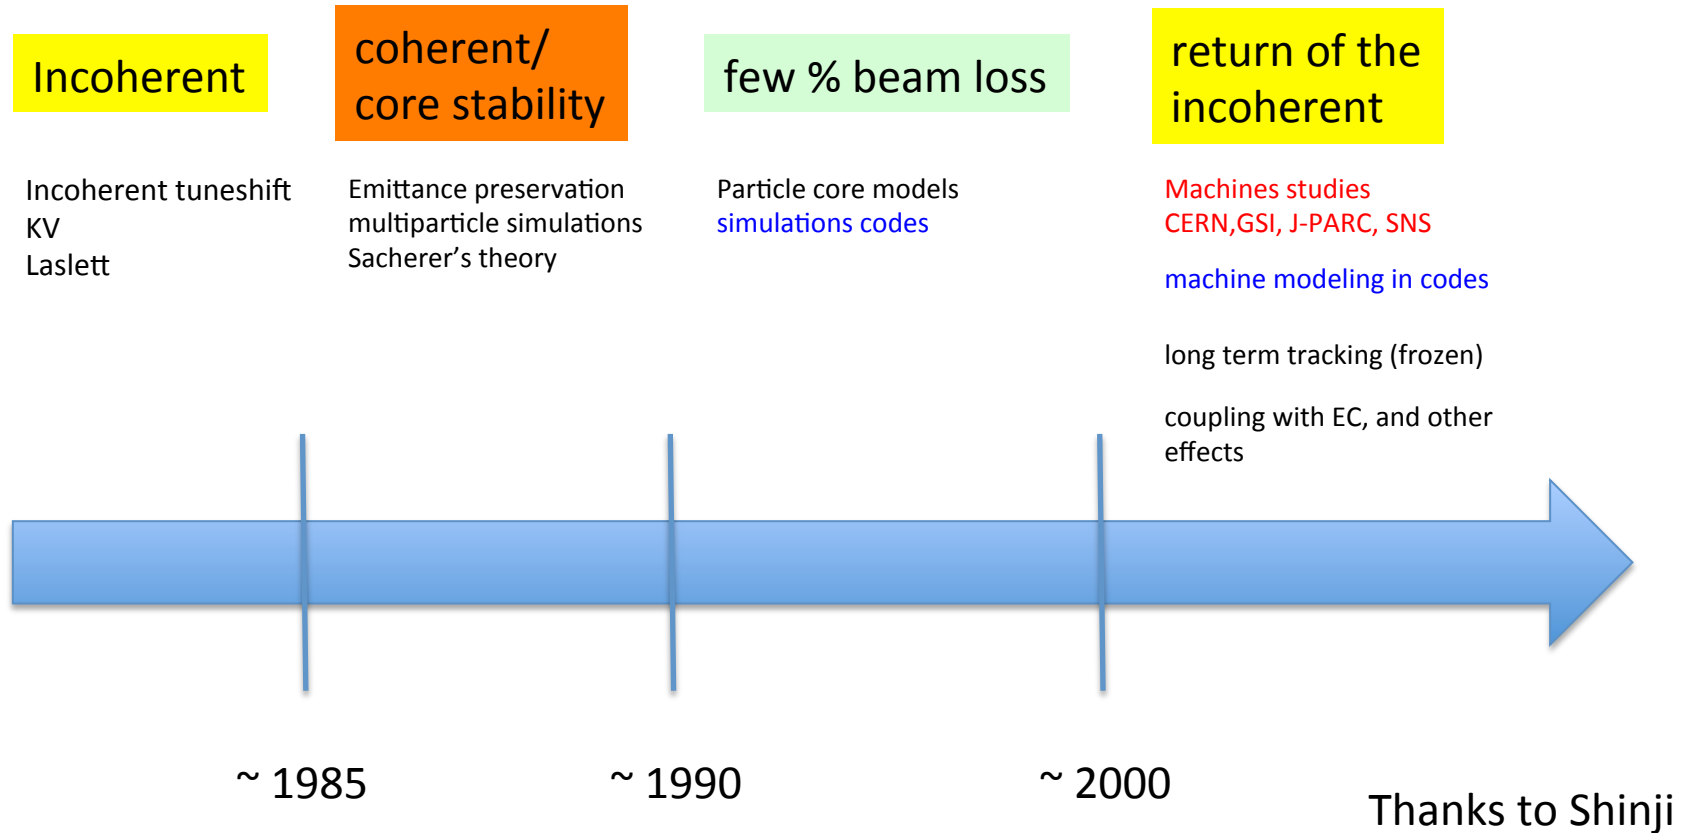 Incoherent
Incoherent tuneshift
KV
Laslett
coherent/
core stability
Emittance preservation
multiparticle simulations
Sacherer's theory
few % beam loss
Particle core models
simulations codes
return of the
incoherent
Machines studies
CERN,GSI, J-PARC, SNS
machine modeling in codes
long term tracking (frozen)
coupling with EC, and other
effects
~ 1985
~ 1990
~ 2000
Thanks to Shinji